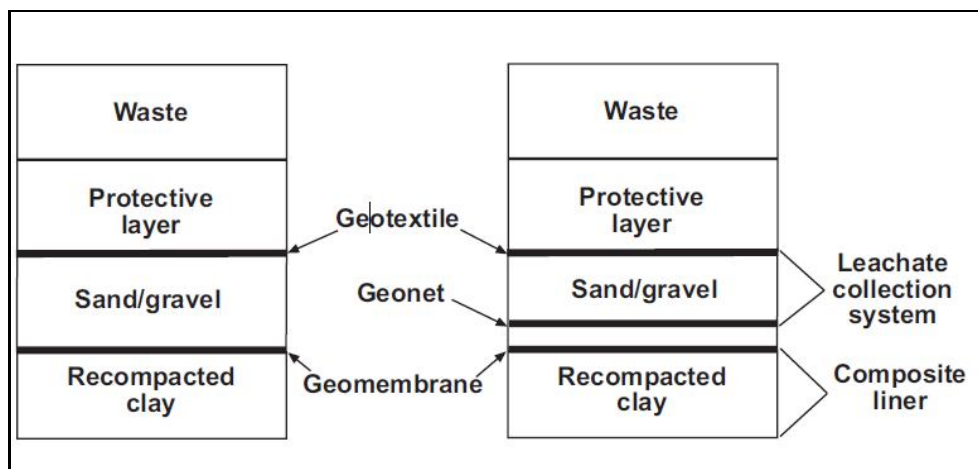 Waste
Protective
layer
Sand/gravel
Recompacted
clay
Geotextile
Geonet
Geomembrane
Waste
Protective
layer
Sand/gravel
Recompacted
clay
Leachate
collection
system
Composite
liner